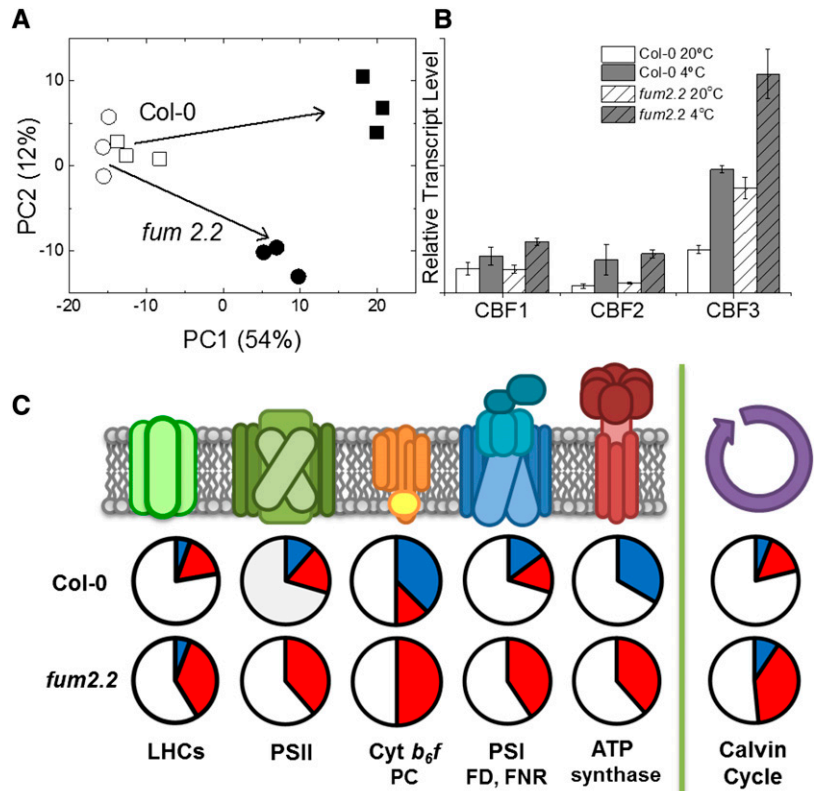 A
PC2 (12%)
10
0
-10
Col-0
fum 2.2
-20
-10
0
10
20
PC1 (54%)
B
Relative Transcript Level
Col-0 20°C
Col-0 4°C
fum2.2 20°C
fum2.2 4°C
CBF1
CBF2
CBF3
C
Col-0
fum2.2
LHCs
PSII
Cyt b6f
PC
PSI
FD, FNR
ATP
synthase
Calvin
Cycle